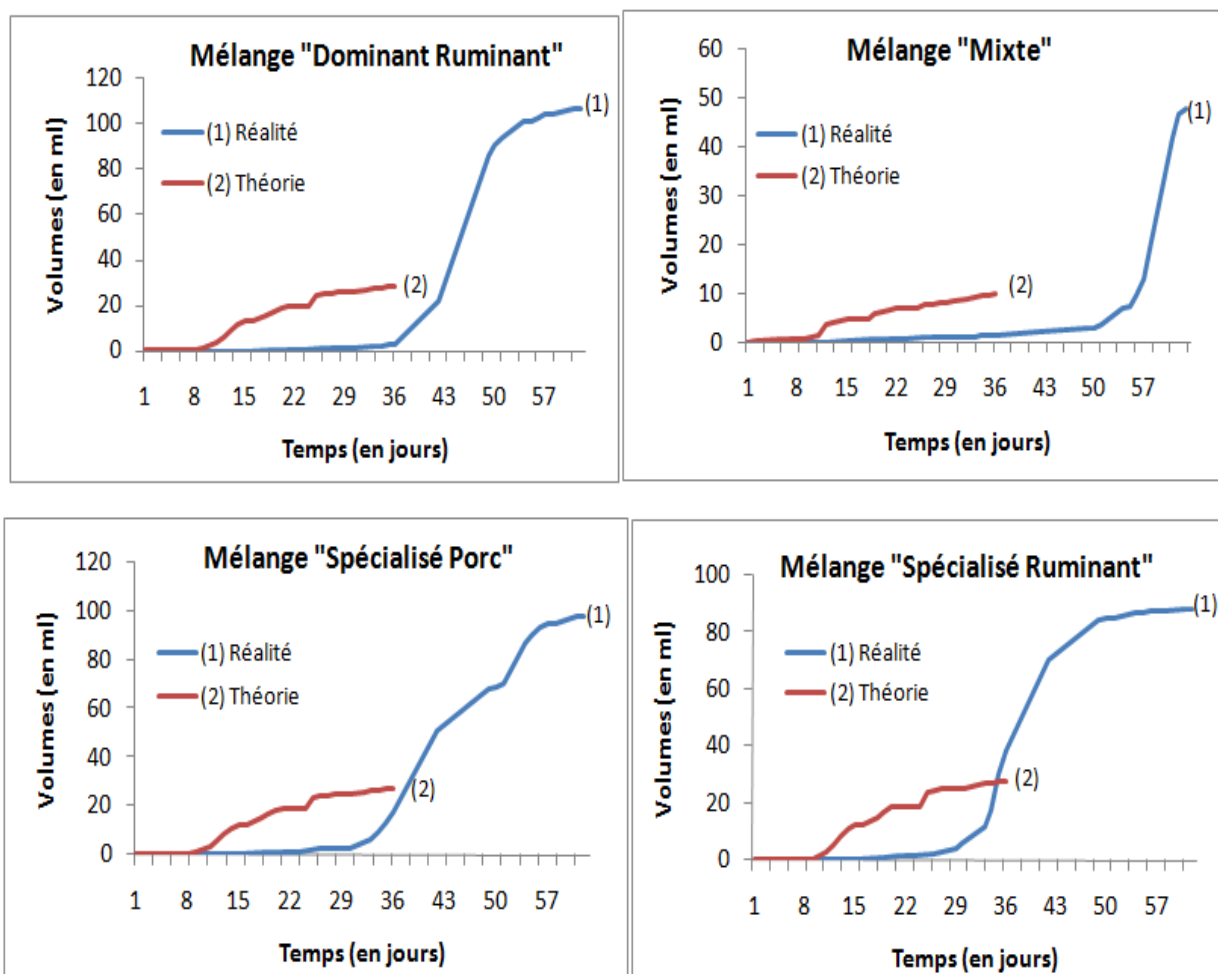 Mélange "Dominant Ruminant"
Volumes (en ml)
120
100
80
60
40
20
0
(1) Réalité
(2) Théorie
(1)
(2)
1 8 15 22 29 36 43 50 57
Temps (en jours)
Mélange "Mixte"
Volumes (en ml)
60
50
40
30
20
10
0
(1) Réalité
(2) Théorie
(1)
(2)
1 8 15 22 29 36 43 50 57
Temps (en jours)
Mélange "Spécialisé Porc"
Volumes (en ml)
120
100
80
60
40
20
0
(1) Réalité
(2) Théorie
(1)
(2)
1 8 15 22 29 36 43 50 57
Temps (en jours)
Mélange "Spécialisé Ruminant"
Volumes (en ml)
100
80
60
40
20
0
(1) Réalité
(2) Théorie
(1)
(2)
1 8 15 22 29 36 43 50 57
Temps (en jours)